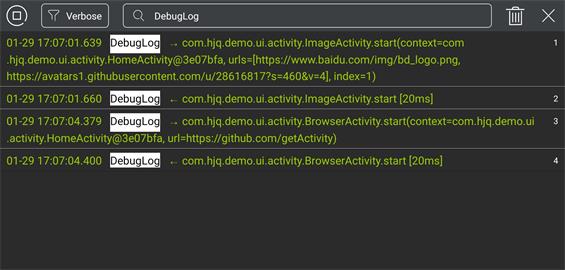 Verbose DebugLog
01-29 17:07:01.639 DebugLog → com.hjq.demo.ui.activity.ImageActivity.start(context=com 1
.hjq.demo.ui.activity.HomeActivity@3e07bfa, urls=[https://www.baidu.com/img/bd_logo.png,
https://avatars1.githubusercontent.com/u/28616817?s=460&v=4], index=1)
01-29 17:07:01.660 DebugLog ← com.hjq.demo.ui.activity.ImageActivity.start [20ms] 2
01-29 17:07:04.379 DebugLog → com.hjq.demo.ui.activity.BrowserActivity.start(context=com.hjq.demo.ui 3
.activity.HomeActivity@3e07bfa, url=https://github.com/getActivity)
01-29 17:07:04.400 DebugLog ← com.hjq.demo.ui.activity.BrowserActivity.start [20ms] 4